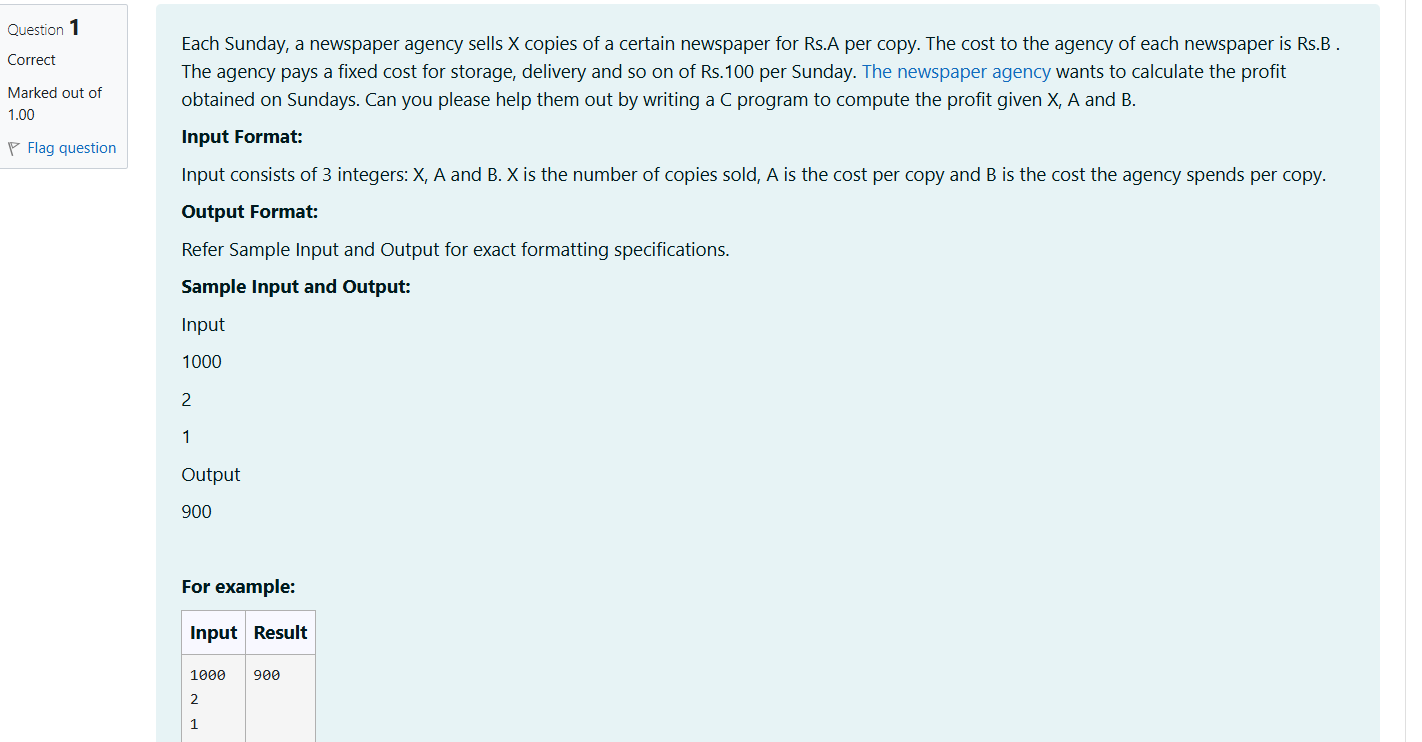 Question 1
Correct
Marked out of
1.00
Flag question
Each Sunday, a newspaper agency sells X copies of a certain newspaper for Rs.A per copy. The cost to the agency of each newspaper is Rs.B .
The agency pays a fixed cost for storage, delivery and so on of Rs.100 per Sunday. The newspaper agency wants to calculate the profit
obtained on Sundays. Can you please help them out by writing a C program to compute the profit given X, A and B.
Input Format:
Input consists of 3 integers: X, A and B. X is the number of copies sold, A is the cost per copy and B is the cost the agency spends per copy.
Output Format:
Refer Sample Input and Output for exact formatting specifications.
Sample Input and Output:
Input
1000
2
1
Output
900
For example:
Input Result
1000 900
2
1